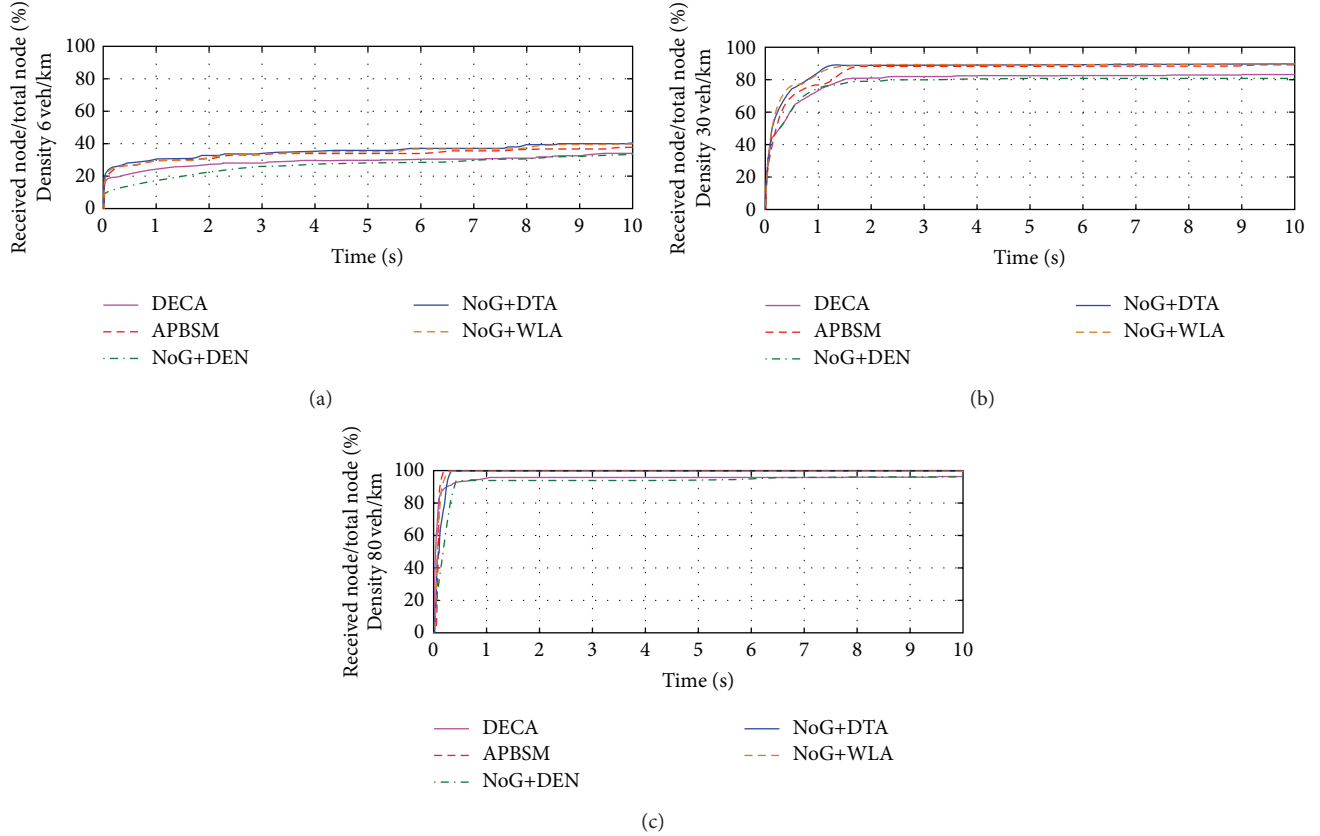 Received node/total node (%)
Density 6 veh/km
100
80
60
40
20
0
0 1 2 3 4 5 6 7 8 9 10
Time (s)
DECA
APBSM
NoG+DEN
NoG+DTA
NoG+WLA
(a)
Received node/total node (%)
Density 30 veh/km
100
80
60
40
20
0
0 1 2 3 4 5 6 7 8 9 10
Time (s)
DECA
APBSM
NoG+DEN
NoG+DTA
NoG+WLA
(b)
Received node/total node (%)
Density 80 veh/km
100
80
60
40
20
0
0 1 2 3 4 5 6 7 8 9 10
Time (s)
DECA
APBSM
NoG+DEN
NoG+DTA
NoG+WLA
(c)